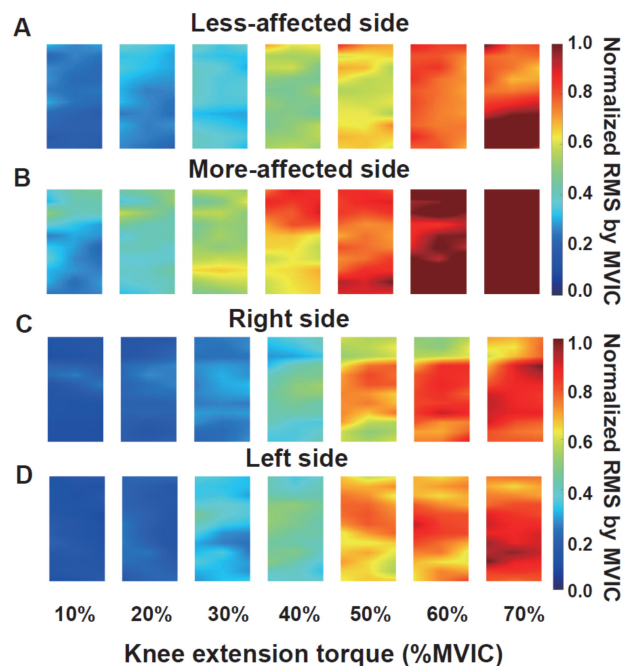 A
Less-affected side
1.0
0.8
0.6
0.4
0.2
0.0
Normalized RMS by MVIC
B
More-affected side
C
Right side
1.0
0.8
0.6
0.4
0.2
0.0
Normalized RMS by MVIC
D
Left side
10% 20% 30% 40% 50% 60% 70%
Knee extension torque (%MVIC)